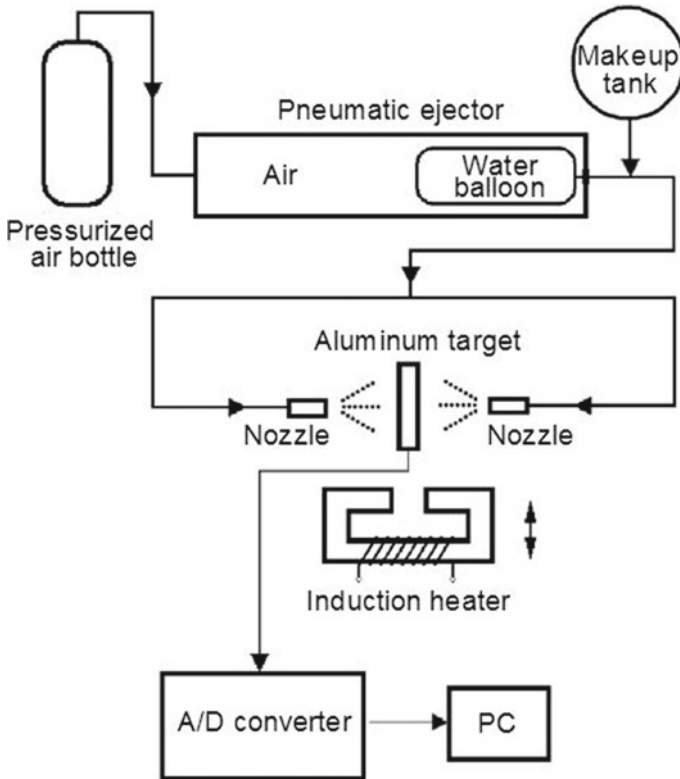 Makeup
tank
Pneumatic ejector
Air
Water
balloon
Pressurized
air bottle
Aluminum target
Nozzle
Nozzle
Induction heater
A/D converter
PC